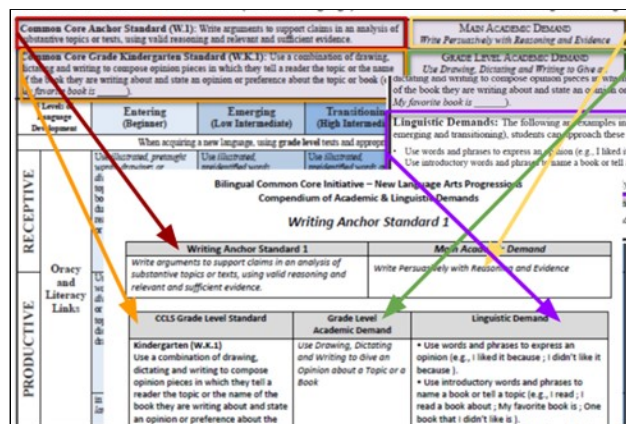 Common Core Anchor Standard (W.1): Write arguments to support claims in an analysis of
substantive topics or texts, using valid reasoning and relevant and sufficient evidence.
MAIN ACADEMIC DEMAND
Write Persuasively with Reasoning and Evidence
Common Core Grade Kindergarten Standard (W.K.1): Use a combination of drawing,
dictating and writing to compose opinion pieces in which they tell a reader the topic or the name
of the book they are writing about and state an opinion or preference about the topic or book
My favorite book is ______).
GRADE LEVEL ACADEMIC DEMAND
Use Drawing, Dictating and Writing to Give a
dictating and writing to compose opinion pieces in
of the book they are writing about and state an opinion
My favorite book is ______).
Language
Entering
(Beginner)
Emerging
(Low Intermediate)
(High
When acquiring a new language, using grade level texts and
Linguistic Demands: The following are examples in
emerging and transitioning), students can approach these
• Use words and phrases to express an opinion (e.g., I liked
• Use introductory words and phrases to name a book or tell
Use illustrated,
Use illustrated,
illustrated,
RECEPTIVE
PRODUCTIVE
Oracy
and
Literacy
Links
Bilingual Common Core Initiative – New Language Arts Progressions
Compendium of Academic & Linguistic Demands
Writing Anchor Standard 1
Writing Anchor Standard 1
Main Academic Demand
Write arguments to support claims in an analysis of
substantive topics or texts, using valid reasoning and
relevant and sufficient evidence.
Write Persuasively with Reasoning and Evidence
CCLS Grade Level Standard
Grade Level
Academic Demand
Linguistic Demand
Kindergarten (W.K.1)
Use a combination of drawing,
dictating and writing to compose
opinion pieces in which they tell a
reader the topic or the name of the
book they are writing about and state
an opinion or preference about the
Use Drawing, Dictating
and Writing to Give an
Opinion about a Topic or a
Book
• Use words and phrases to express an
opinion (e.g., I liked it because ; I didn't like it
because ).
• Use introductory words and phrases to
name a book or tell a topic (e.g., I read ; I
read a book about ; My favorite book is ; One
book that I didn't like is ).